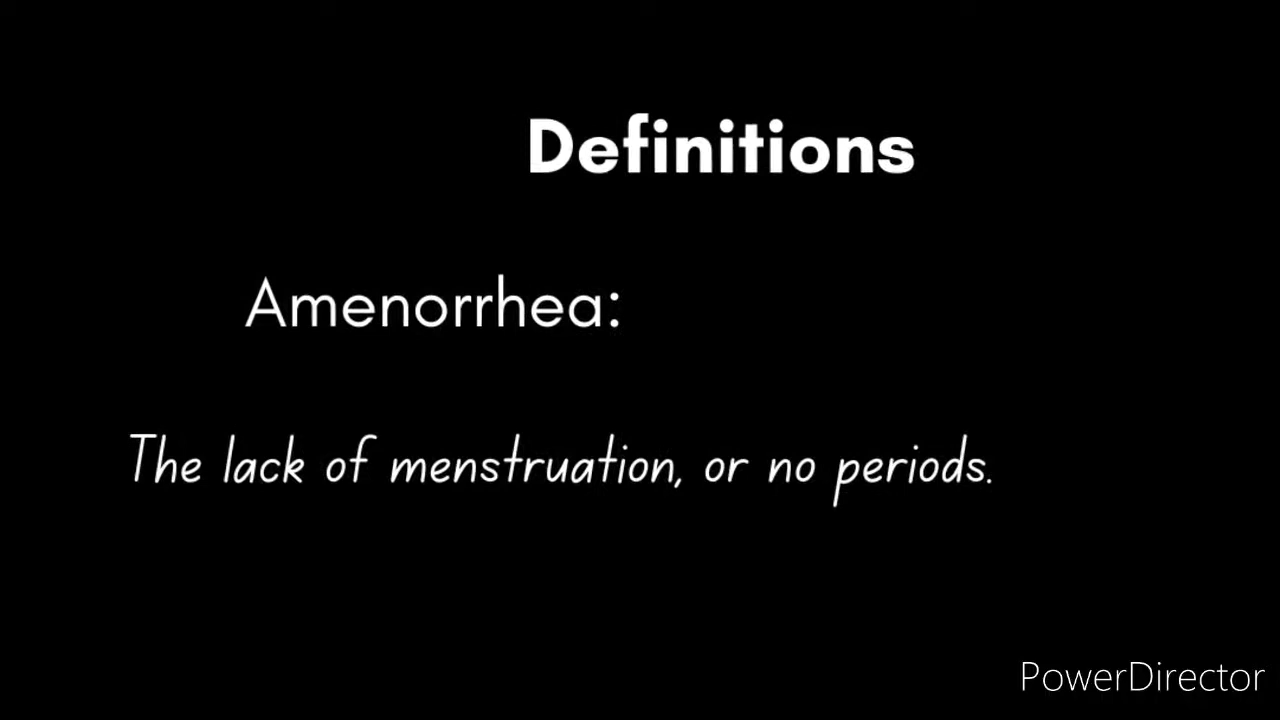 Definitions
Amenorrhea:
The lack of menstruation, or no periods.
PowerDirector